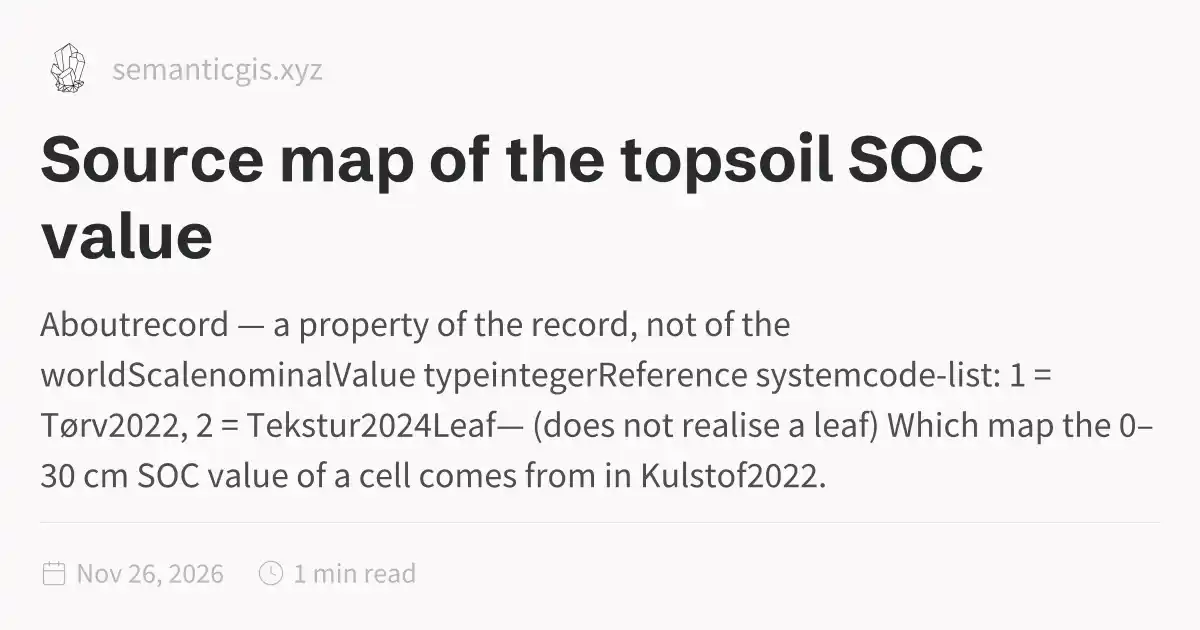 semanticgis.xyz
Source map of the topsoil SOC
value
Aboutrecord — a property of the record, not of the
worldScalenominalValue typeintegerReference systemcode-list: 1 =
Tørv2022, 2 = Tekstur2024Leaf— (does not realise a leaf) Which map the 0–
30 cm SOC value of a cell comes from in Kulstof2022.
Nov 26, 2026 1 min read